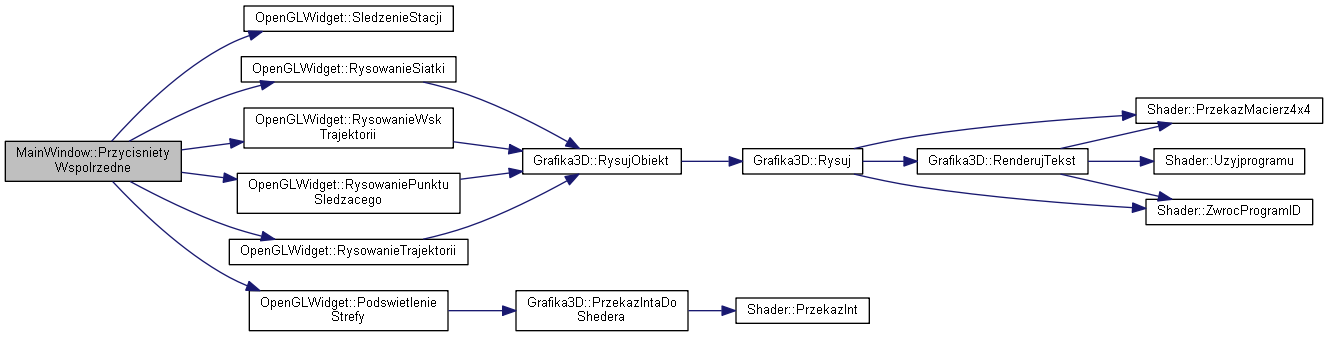 MainWindow::Przycisniety
Wspolrzedne
OpenGLWidget::SledzenieStacji
OpenGLWidget::RysowanieSiatki
OpenGLWidget::RysowanieWsk
Trajektorii
OpenGLWidget::RysowaniePunktu
Sledzacego
OpenGLWidget::RysowanieTrajektorii
OpenGLWidget::Podswietlenie
Strefy
Grafika3D::RysujObiekt
Grafika3D::PrzekazIntaDo
Shedera
Grafika3D::Rysuj
Shader::PrzekazInt
Grafika3D::RenderujTekst
Shader::PrzekazMacierz4x4
Shader::Uzyjprogramu
Shader::ZwrocProgramID